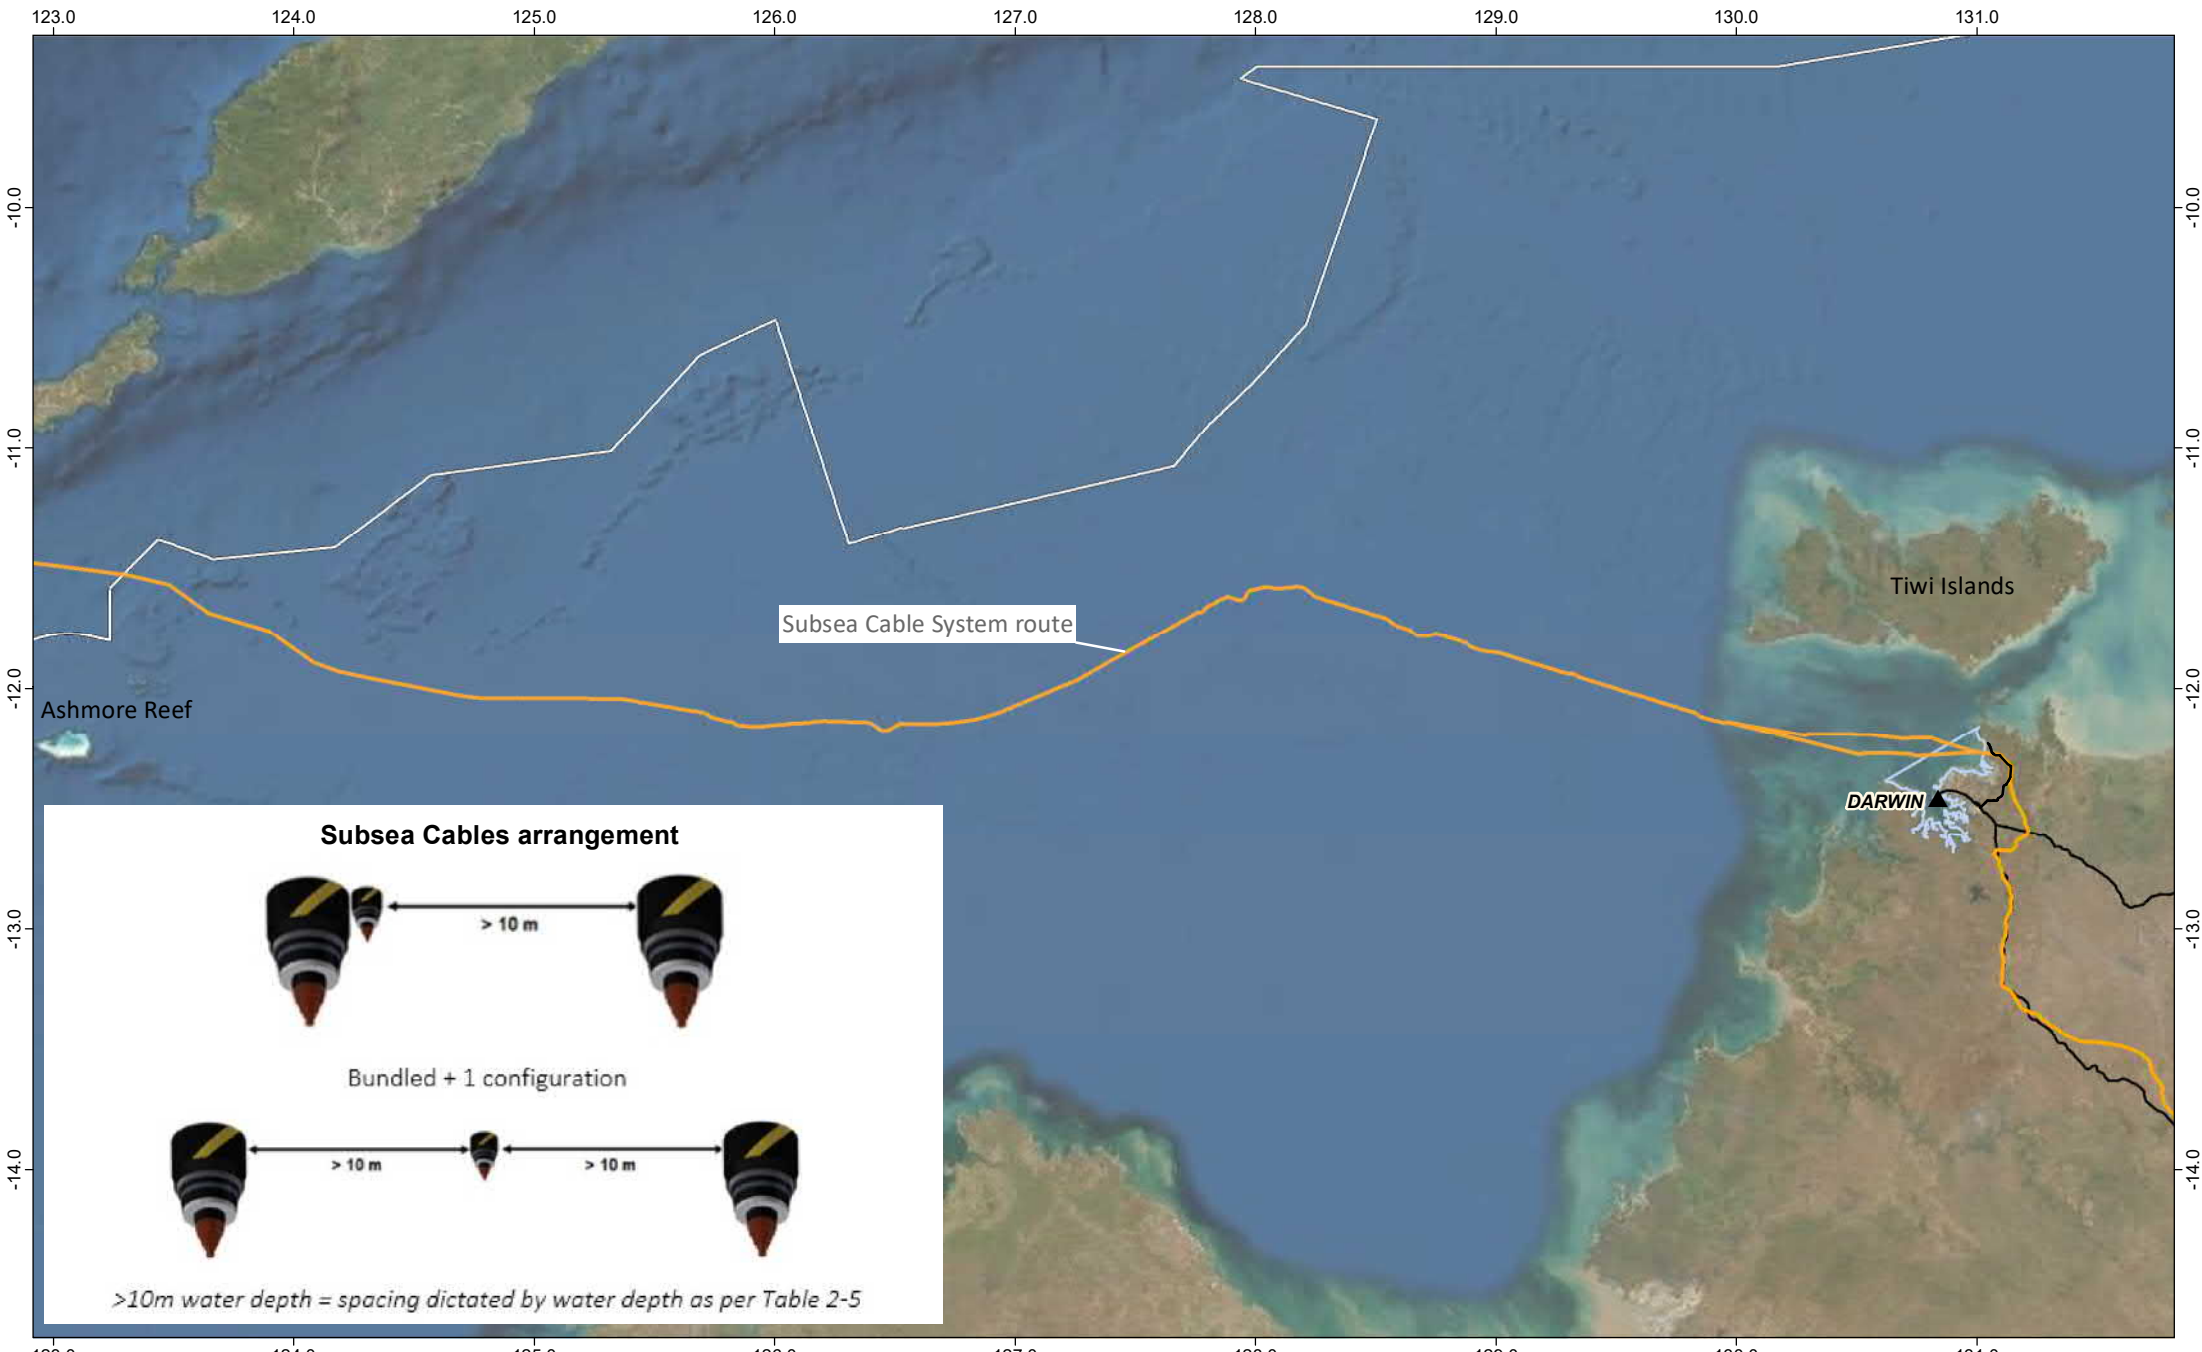 123.0 124.0 125.0 126.0 127.0 128.0 129.0 130.0 131.0
-10.0 -10.0
-11.0 -11.0
Tiwi Islands
Subsea Cable System route
-12.0 -12.0
Ashmore Reef
DARWIN
Subsea Cables arrangement
> 10 m
-13.0 -13.0
Bundled + 1 configuration
> 10 m > 10 m
-14.0 -14.0
>10m water depth = spacing dictated by water depth as per Table 2-5